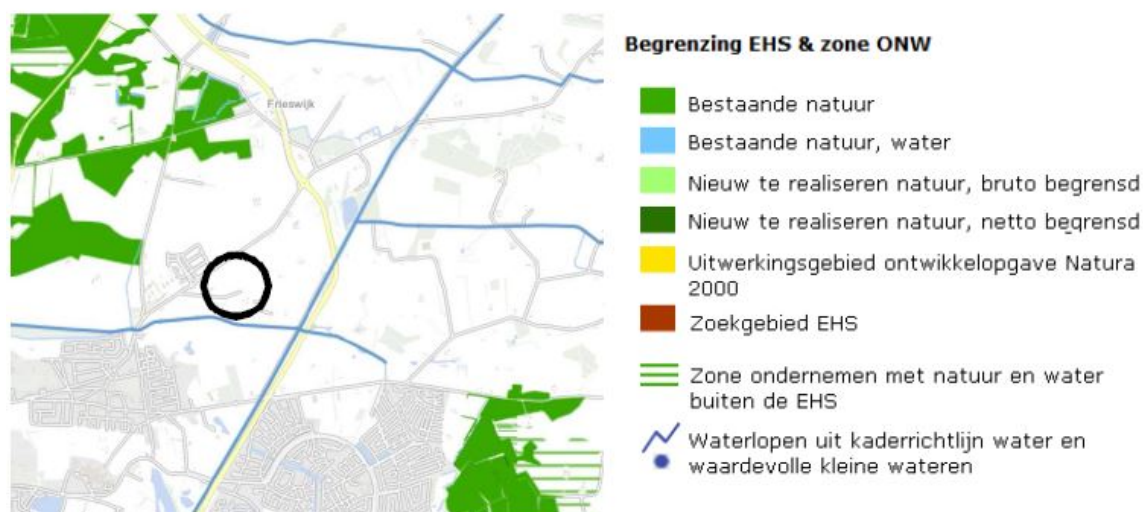 Frieswijk
Begrenzing EHS & zone ONW
Bestaande natuur
Bestaande natuur, water
Nieuw te realiseren natuur, bruto begrensd
Nieuw te realiseren natuur, netto begrensd
Uitwerkingsgebied ontwikkelopgave Natura
2000
Zoekgebied EHS
Zone ondernemen met natuur en water
buiten de EHS
Waterlopen uit kaderrichtlijn water en
waardevolle kleine wateren